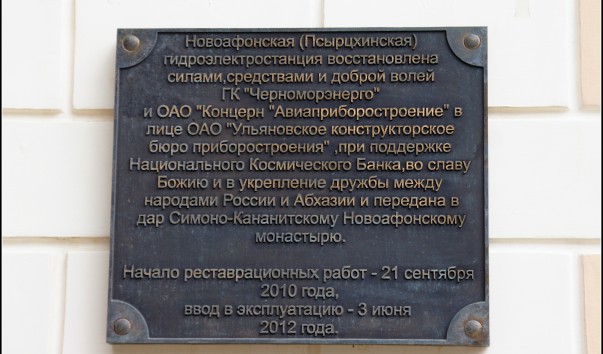 Новоафонская (Псырцхинская)
гидроэлектростанция восстановлена
силами,средствами и доброй волей
ГК "Черноморэнерго"
и ОАО "Концерн "Авиаприборостроение" в
лице ОАО "Ульяновское конструкторское
бюро приборостроения" ,при поддержке
Национального Космического Банка,во славу
Божию и в укрепление дружбы между
народами России и Абхазии и передана в
дар Симоно-Кананитскому Новоафонскому
монастырю.
Начало реставрационных работ - 21 сентября
2010 года,
ввод в эксплуатацию - 3 июня
2012 года.